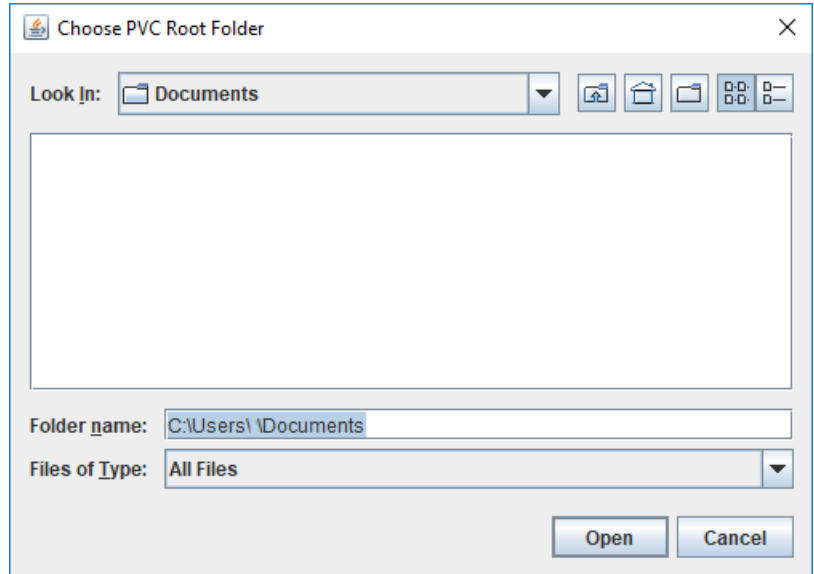 Choose PVC Root Folder
Look In: Documents
Folder name: C:\Users\ \Documents
Files of Type: All Files
Open Cancel